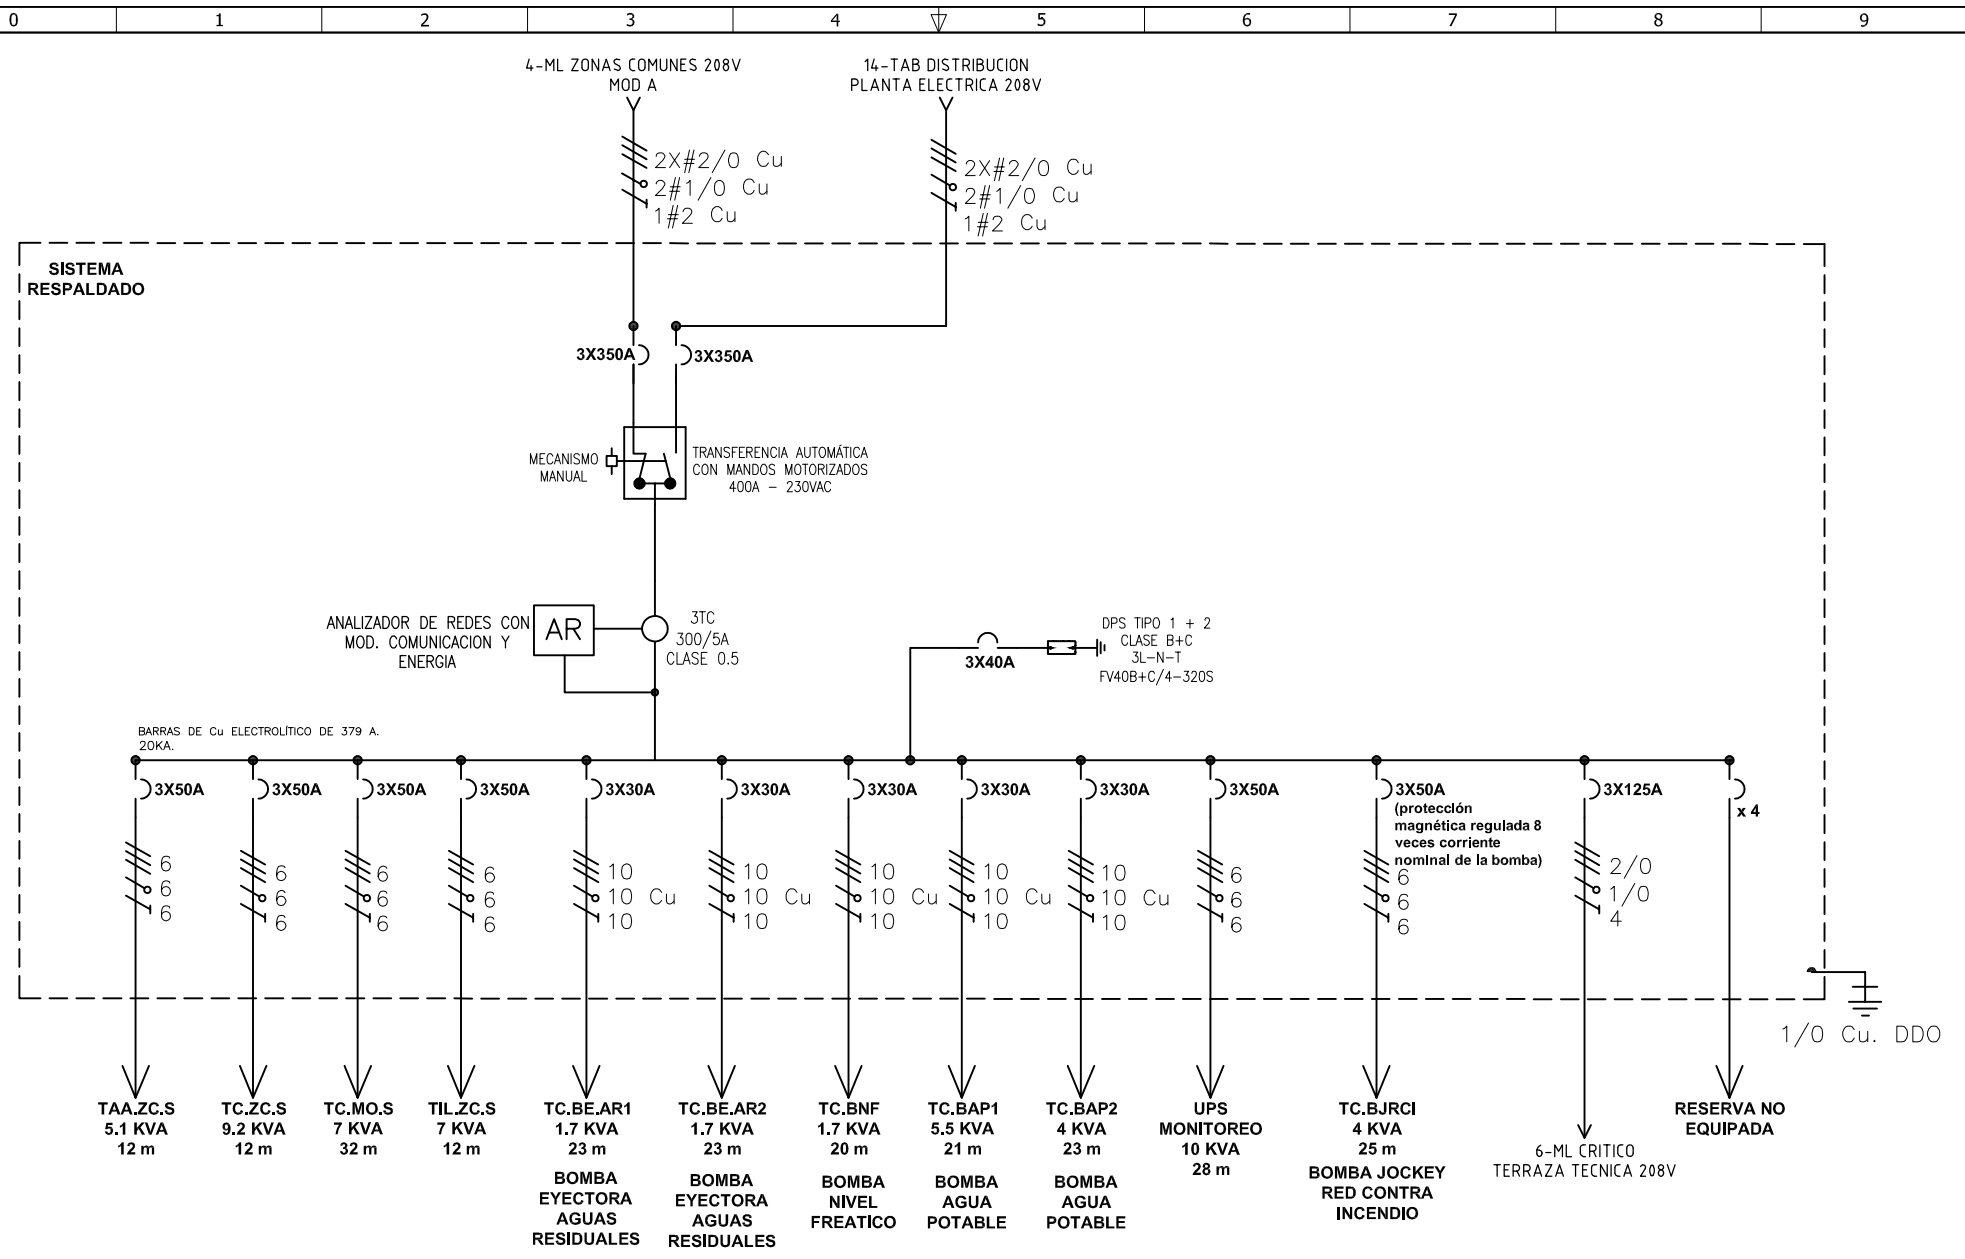 0 1 2 3 4 5 6 7 8 9
4-ML ZONAS COMUNES 208V
MOD A
14-TAB DISTRIBUCION
PLANTA ELECTRICA 208V
2X#2/0 Cu
2#1/0 Cu
1#2 Cu
2X#2/0 Cu
2#1/0 Cu
1#2 Cu
SISTEMA
RESPALDADO
3X350A
3X350A
MECANISMO
MANUAL
TRANSFERENCIA AUTOMÁTICA
CON MANDOS MOTORIZADOS
400A - 230VAC
ANALIZADOR DE REDES CON
MOD. COMUNICACION Y
ENERGIA
AR
3TC
300/5A
CLASE 0.5
3X40A
DPS TIPO 1 + 2
CLASE B+C
3L-N-T
FV40B+C/4-320S
BARRAS DE Cu ELECTROLÍTICO DE 379 A.
20KA.
3X50A
6
6
6
TAA.ZC.S
5.1 KVA
12 m
3X50A
6
6
6
TC.ZC.S
9.2 KVA
12 m
3X50A
6
6
6
TC.MO.S
7 KVA
32 m
3X50A
6
6
6
TIL.ZC.S
7 KVA
12 m
3X30A
10
10 Cu
10
TC.BE.AR1
1.7 KVA
23 m
BOMBA
EYECTORA
AGUAS
RESIDUALES
3X30A
10
10 Cu
10
TC.BE.AR2
1.7 KVA
23 m
BOMBA
EYECTORA
AGUAS
RESIDUALES
3X30A
10
10 Cu
10
TC.BNF
1.7 KVA
20 m
BOMBA
NIVEL
FREATICO
3X30A
10
10 Cu
10
TC.BAP1
5.5 KVA
21 m
BOMBA
AGUA
POTABLE
3X30A
10
10 Cu
10
TC.BAP2
4 KVA
23 m
BOMBA
AGUA
POTABLE
3X50A
6
6
6
UPS
MONITOREO
10 KVA
28 m
3X50A
(protección
magnética regulada 8
veces corriente
nominal de la bomba)
6
6
6
TC.BJRCI
4 KVA
25 m
BOMBA JOCKEY
RED CONTRA
INCENDIO
3X125A
2/0
1/0
4
6-ML CRITICO
TERRAZA TECNICA 208V
x 4
RESERVA NO
EQUIPADA
1/0 Cu. DDO